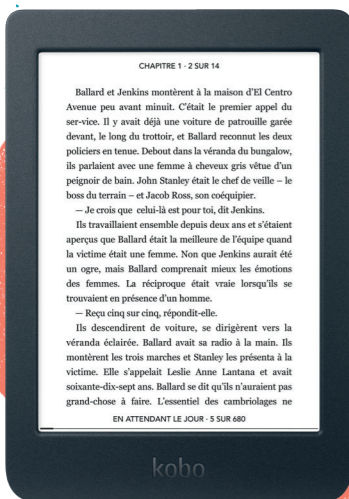 CHAPITRE 1 · 2 SUR 14
Ballard et Jenkins montèrent à la maison d'El Centro
Avenue peu avant minuit. C'était le premier appel du
ser-vice. Il y avait déjà une voiture de patrouille garée
devant, le long du trottoir, et Ballard reconnut les deux
policiers en tenue. Debout dans la véranda du bungalow,
ils parlaient avec une femme à cheveux gris vêtue d'un
peignoir de bain. John Stanley était le chef de veille – le
boss du terrain – et Jacob Ross, son coéquipier.
— Je crois que celui-là est pour toi, dit Jenkins.
Ils travaillaient ensemble depuis deux ans et s'étaient
aperçus que Ballard était la meilleure de l'équipe quand
la victime était une femme. Non que Jenkins aurait été
un ogre, mais Ballard comprenait mieux les émotions
des femmes. La réciproque était vraie lorsqu'ils se
trouvaient en présence d'un homme.
— Reçu cinq sur cinq, répondit-elle.
Ils descendirent de voiture, se dirigèrent vers la
véranda éclairée. Ballard avait sa radio à la main. Ils
montèrent les trois marches et Stanley les présenta à la
victime. Elle s'appelait Leslie Anne Lantana et avait
soixante-dix-sept ans. Ballard se dit qu'ils n'auraient pas
grand-chose à faire. L'essentiel des cambriolages ne
EN ATTENDANT LE JOUR · 5 SUR 680
kobo